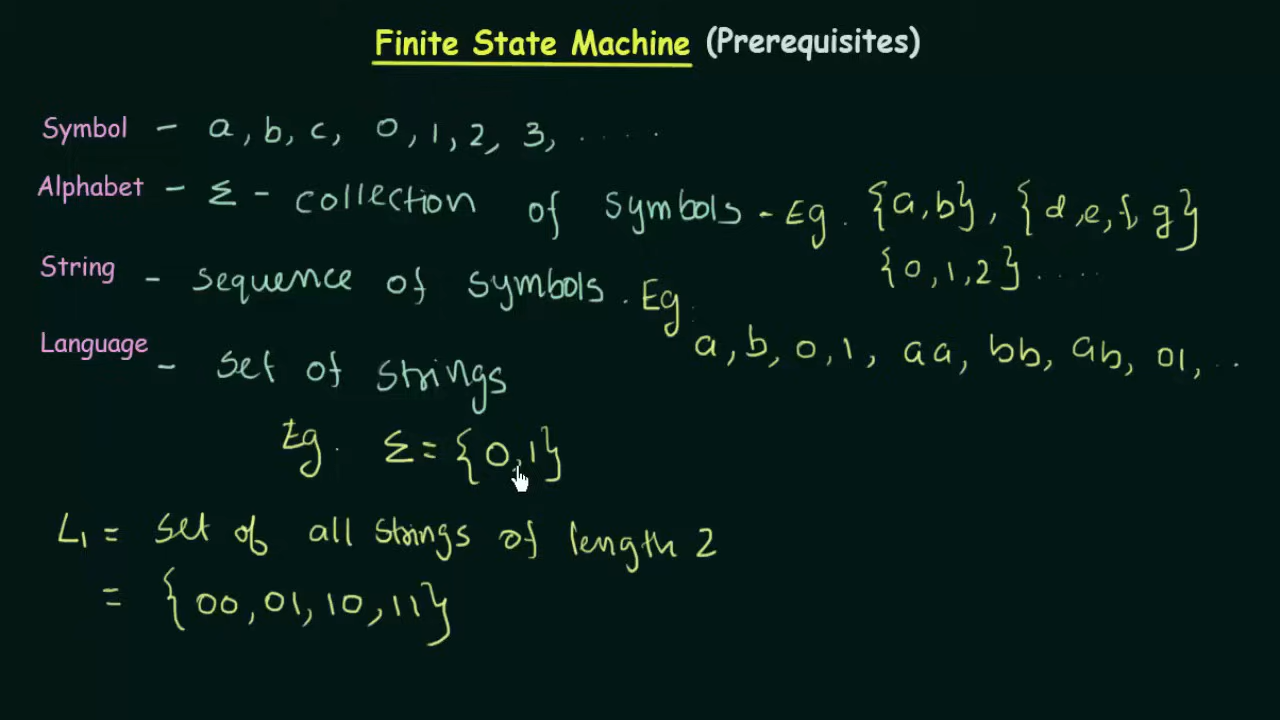 Finite State Machine (Prerequisites)
Symbol - a, b, c, 0, 1, 2, 3, ......
Alphabet - Σ - collection of symbols - Eg. {a,b}, {d,e,f,g}
{0,1,2} .....
String - sequence of symbols. Eg.
a, b, 0, 1, aa, bb, ab, 01, ...
Language - set of strings
Eg. Σ = {0,1}
L₁ = set of all strings of length 2
= {00, 01, 10, 11}